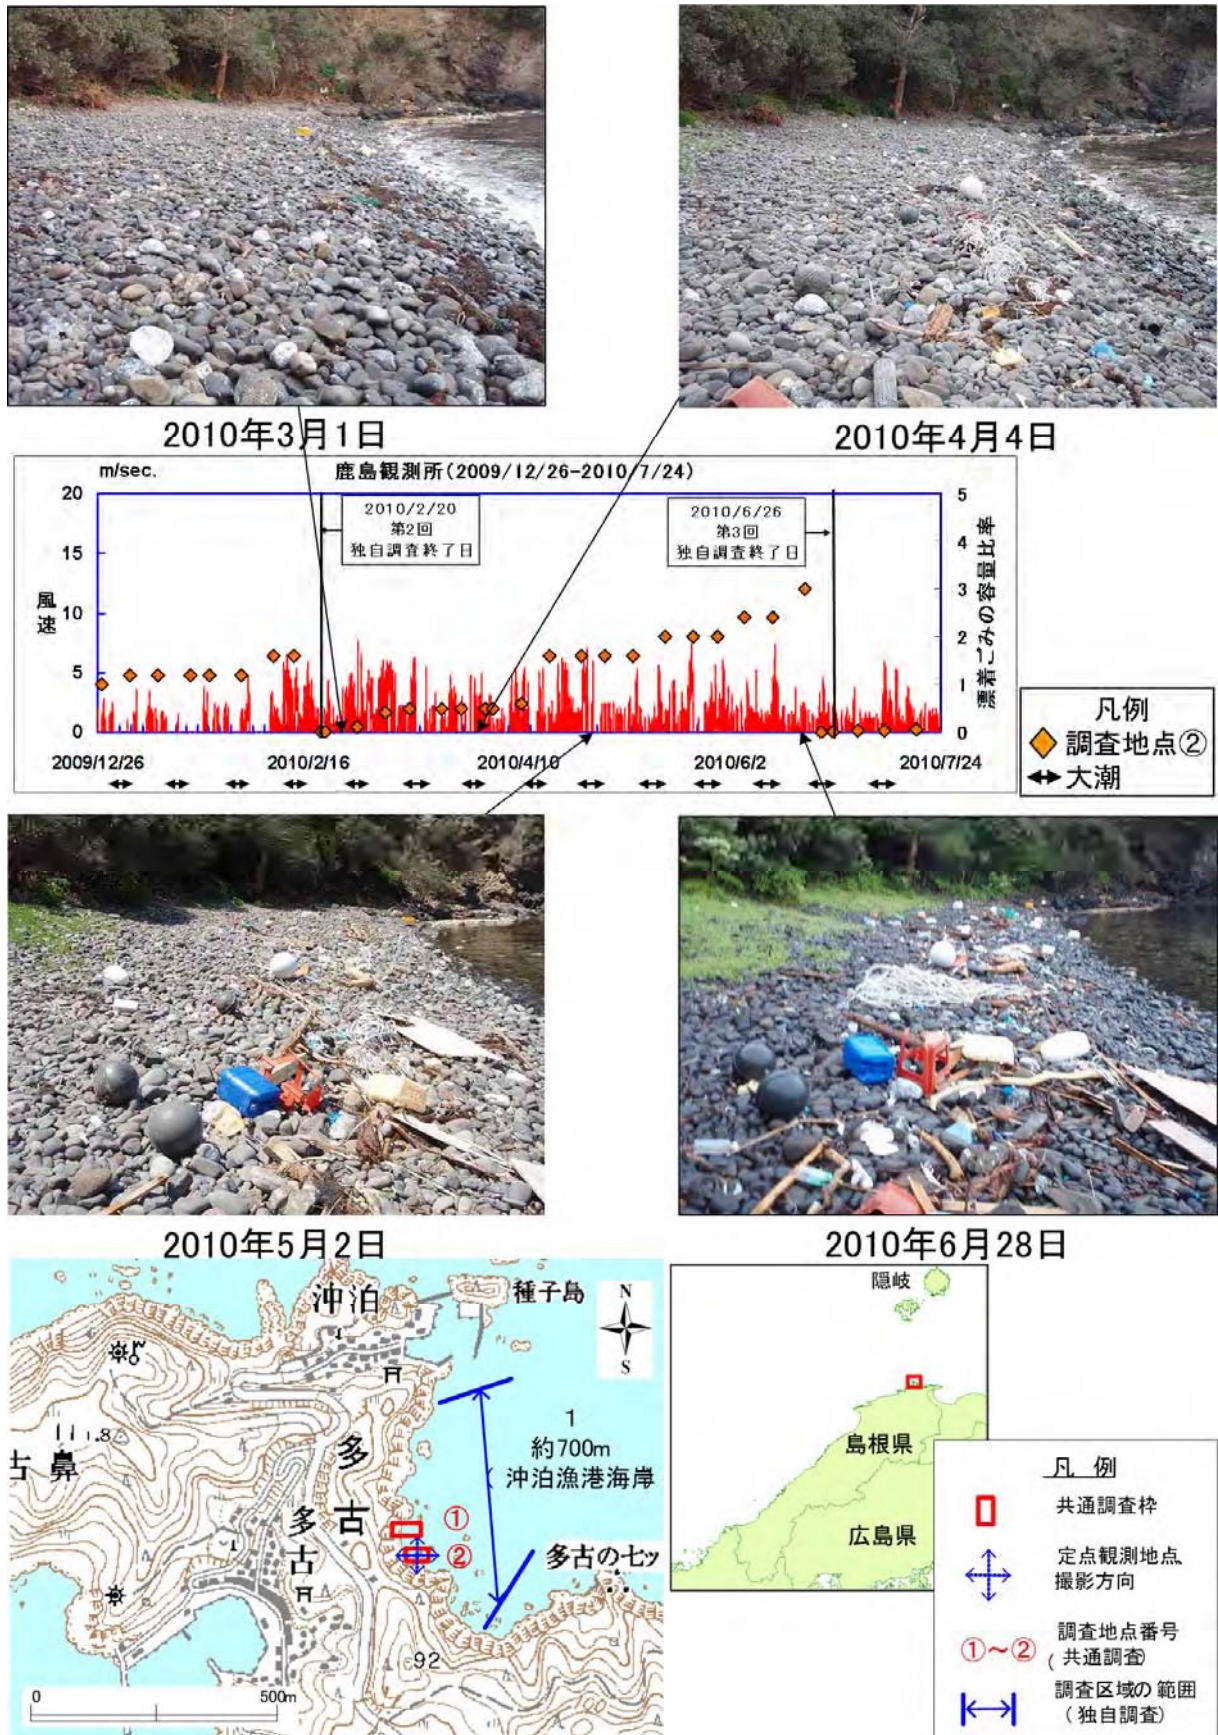 2010年3月1日
2010年4月4日
m/sec.
鹿島観測所(2009/12/26-2010/7/24)
20
15
10
5
0
風速
2010/2/20
第2回
独自調査終了日
2010/6/26
第3回
独自調査終了日
5
4
3
2
1
0
漂着ごみの容量比率
2009/12/26
2010/2/16
2010/4/10
2010/6/2
2010/7/24
凡例
調査地点②
大潮
2010年5月2日
2010年6月28日
沖泊
種子島
N
S
1
約700m
(沖泊漁港海岸
111.8
古鼻
多古
多古
①
②
多古の七ツ
92
0
500m
隠岐
島根県
広島県
凡 例
共通調査枠
定点観測地点、
撮影方向
①~②
調査地点番号
(共通調査)
調査区域の範囲
(独自調査)